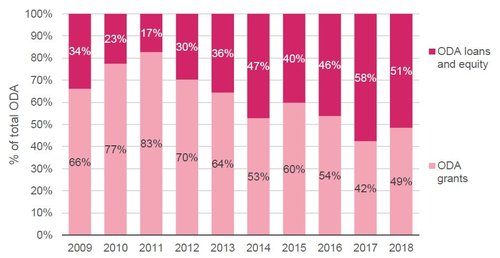 % of total ODA
100%
90%
80%
70%
60%
50%
40%
30%
20%
10%
0%
34% 23% 17% 30% 36% 47% 40% 46% 58% 51%
66% 77% 83% 70% 64% 53% 60% 54% 42% 49%
2009 2010 2011 2012 2013 2014 2015 2016 2017 2018
ODA loans
and equity
ODA
grants